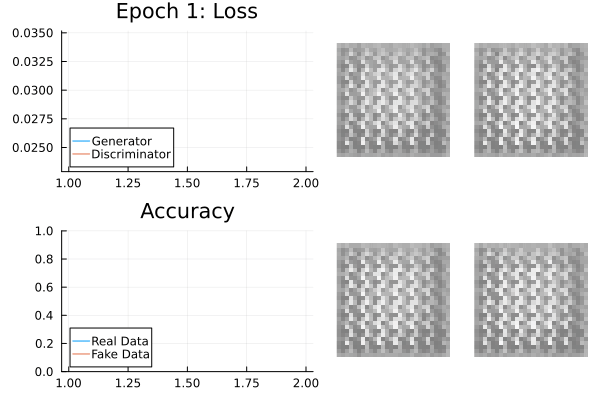 Epoch 1: Loss
0.0350
0.0325
0.0300
0.0275
0.0250
Generator
Discriminator
1.00 1.25 1.50 1.75 2.00
Accuracy
1.0
0.8
0.6
0.4
0.2
0.0
Real Data
Fake Data
1.00 1.25 1.50 1.75 2.00